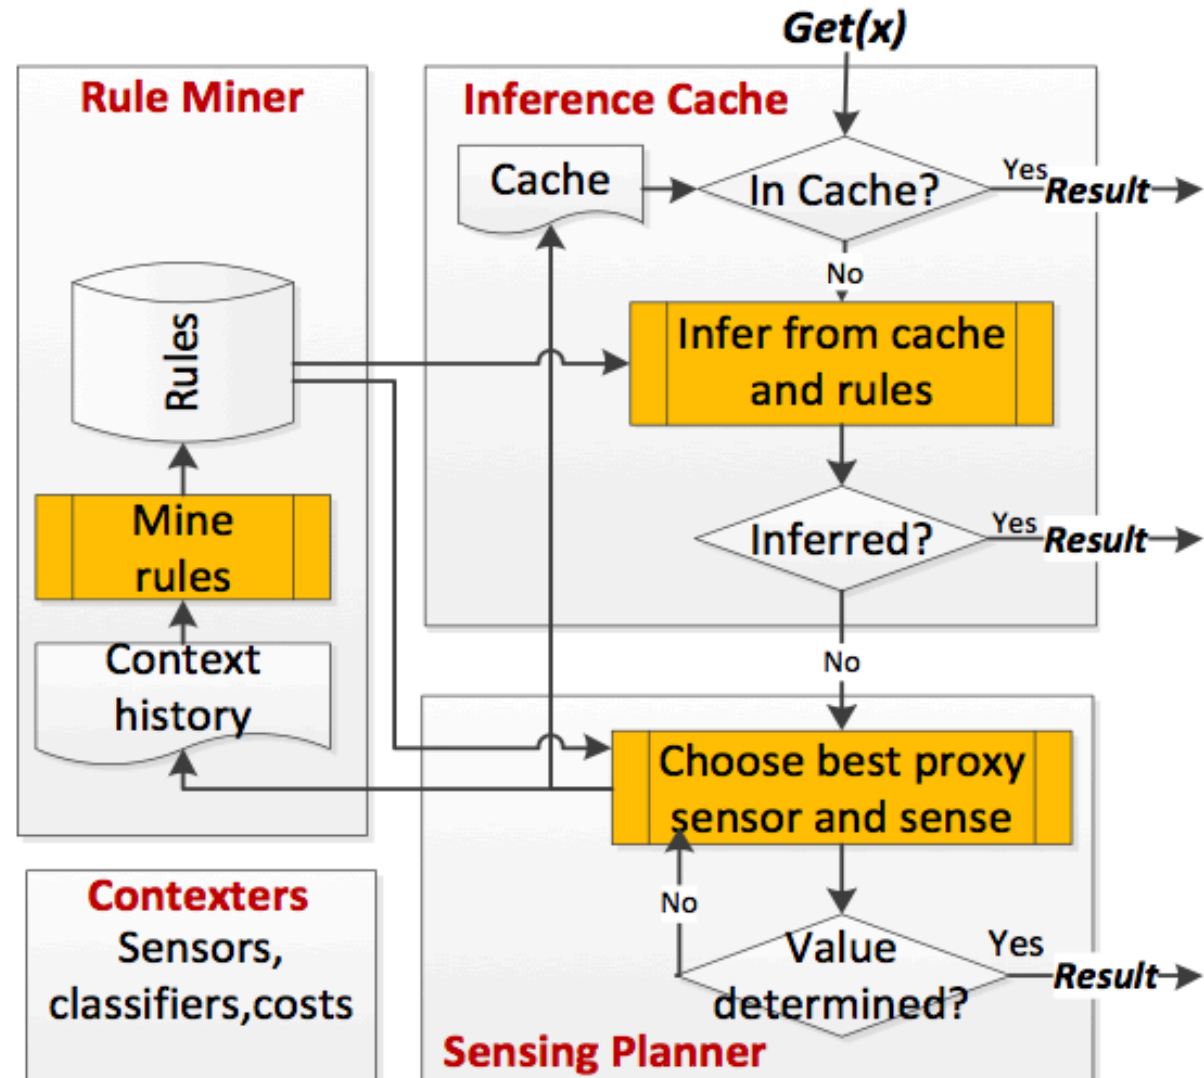 Get(x)
Rule Miner
Rules
Mine
rules
Context
history
Contexters
Sensors,
classifiers,costs
Inference Cache
Cache
In Cache?
Yes
Result
No
Infer from cache
and rules
Inferred?
Yes
Result
No
Choose best proxy
sensor and sense
No
Value
determined?
Yes
Result
Sensing Planner